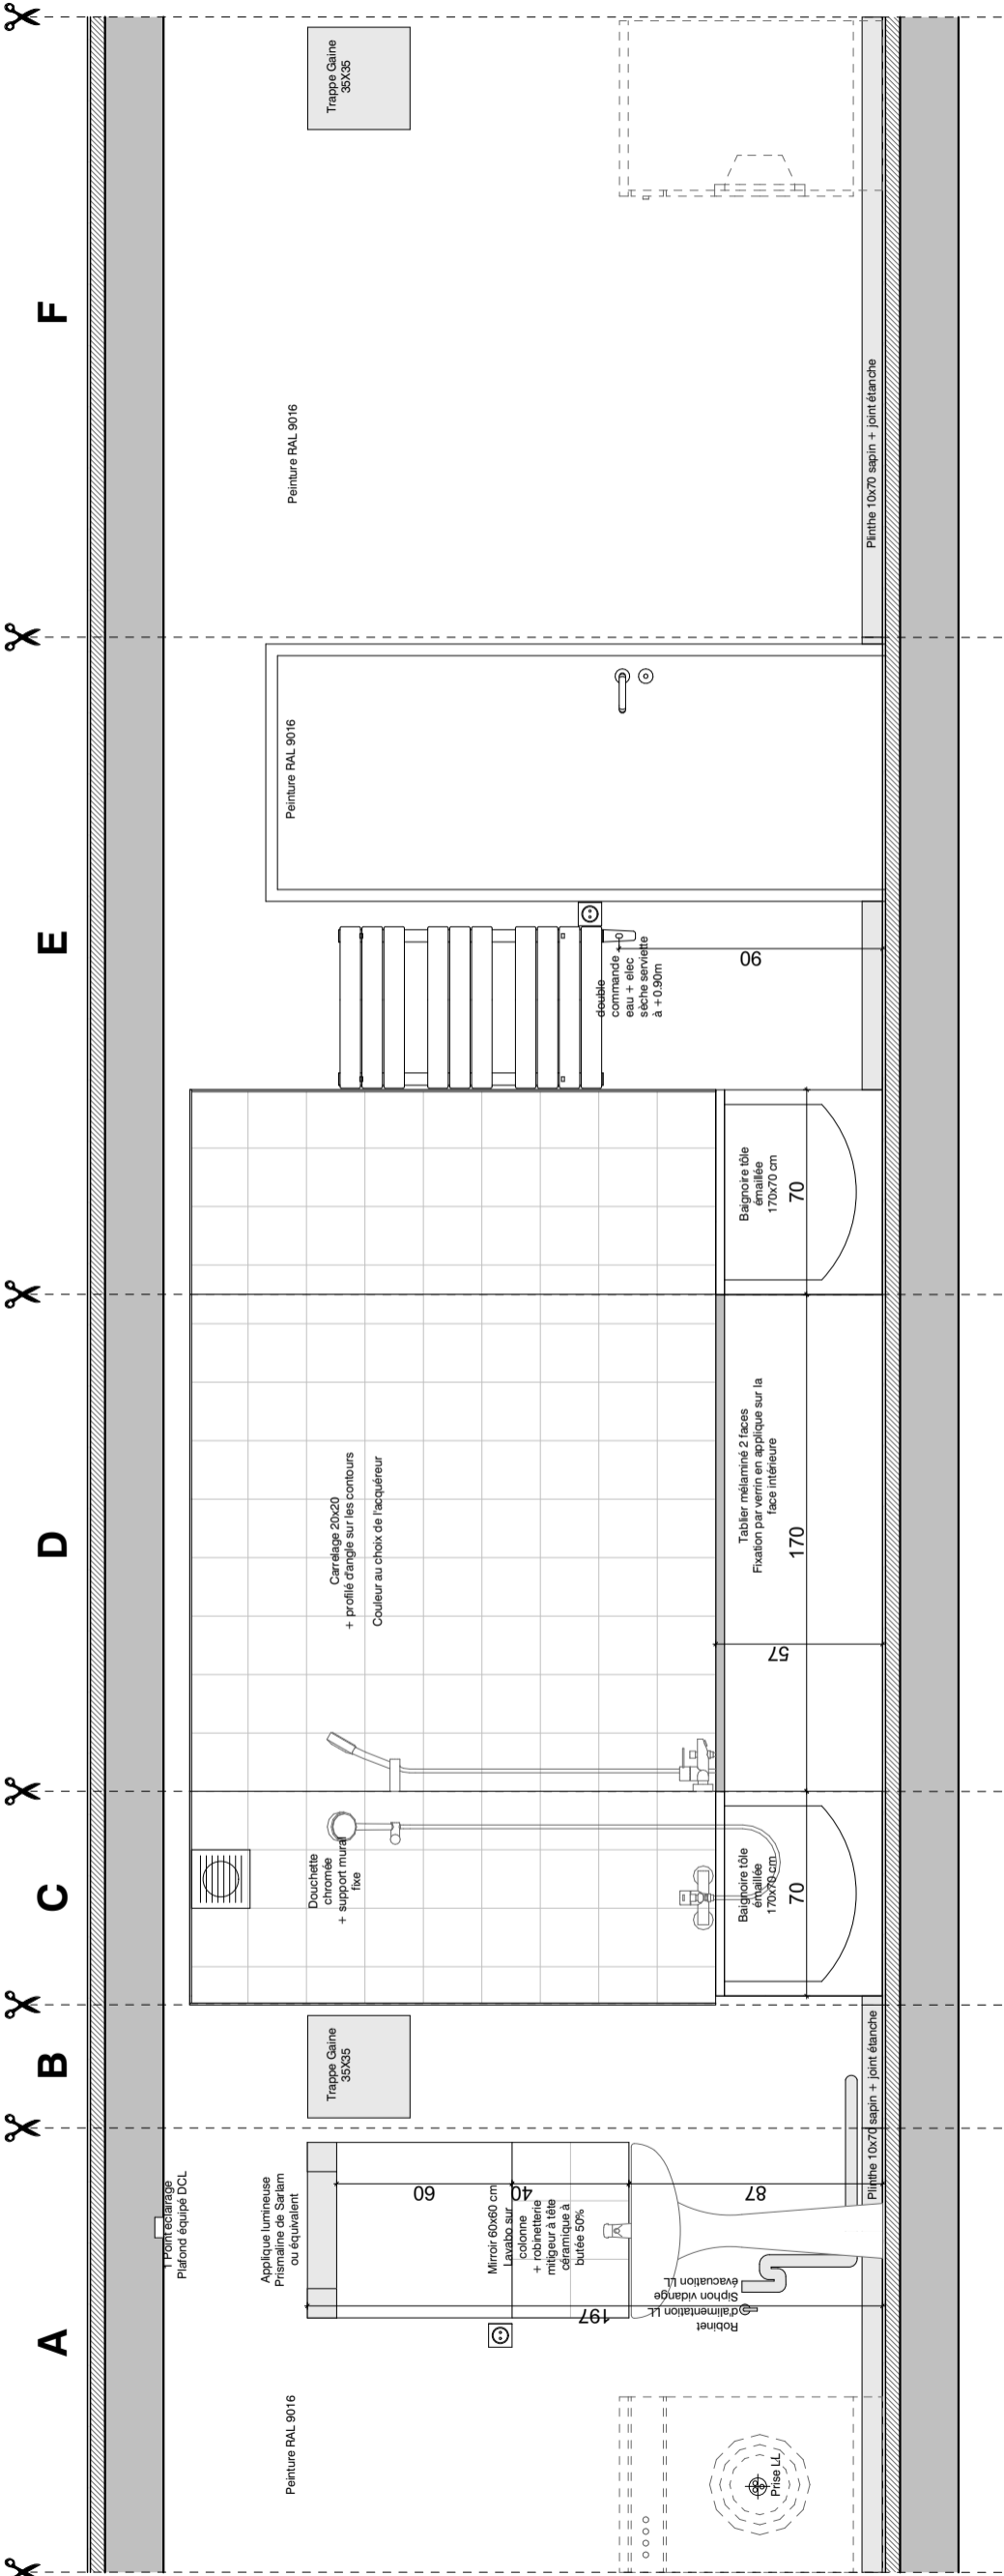 A
B
C
D
E
F
Peinture RAL 9016
Prise LL
1 Point éclairage
Plafond équipé DCL
Applique lumineuse
Prismaline de Sarlam
ou équivalent
Mirroir 60x60 cm
Lavabo sur
colonne
+ robinetterie
mitigeur à tête
céramique à
butée 50%
60
40
87
197
Robinet
d'alimentation LL
Siphon vidange
évacuation LL
Trappe Gaine
35X35
Plinthe 10x70 sapin + joint étanche
Douchette
chromée
+ support mural
fixe
Baignoire tôle
émaillée
170x70 cm
70
Carrelage 20x20
+ profilé d'angle sur les contours
Couleur au choix de l'acquéreur
Tablier mélaminé 2 faces
Fixation par verrin en applique sur la
face intérieure
170
57
Baignoire tôle
émaillée
170x70 cm
70
double
commande
eau + elec
sèche serviette
à +0.90m
90
Peinture RAL 9016
Peinture RAL 9016
Plinthe 10x70 sapin + joint étanche
Trappe Gaine
35X35